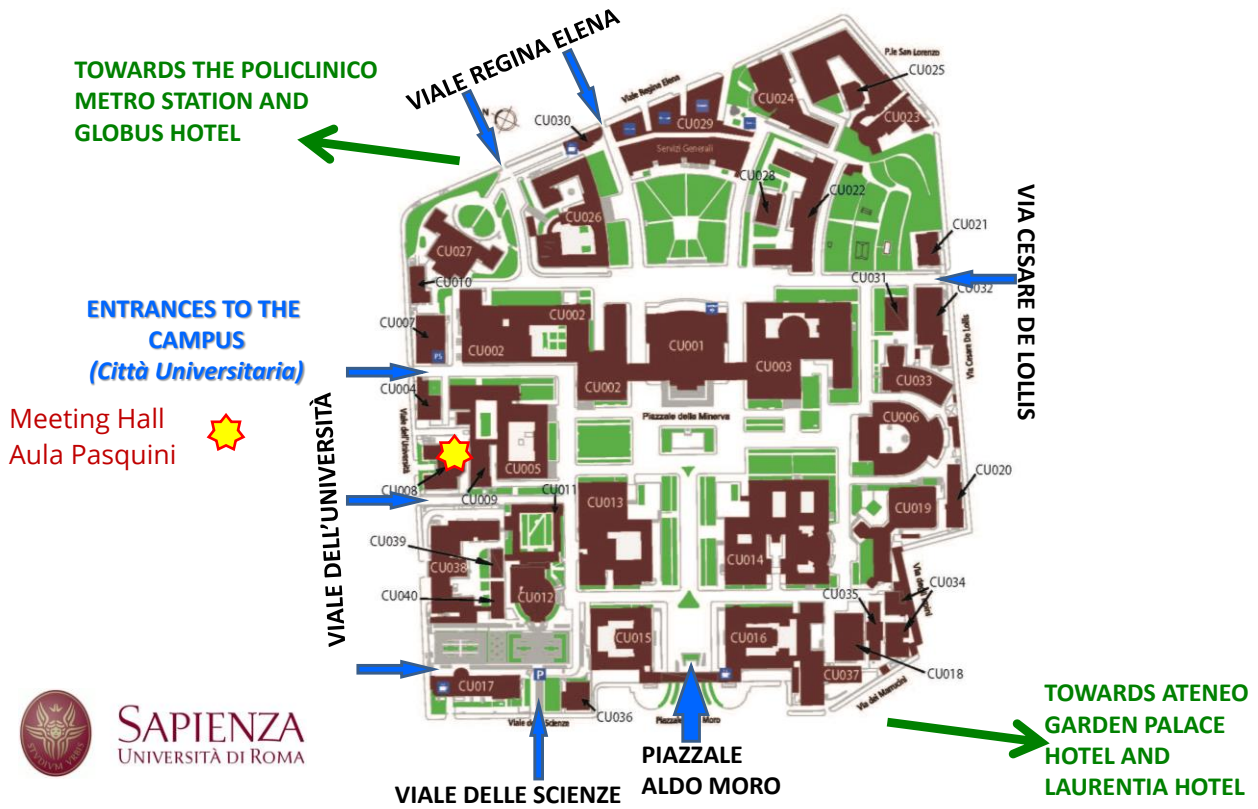 TOWARDS THE POLICLINICO
METRO STATION AND
GLOBUS HOTEL
VIALE REGINA ELENA
Viale Regina Elena
P.le San Lorenzo
CU025
CU024
CU023
CU030
CU029
Servizi Generali
CU028
CU022
CU026
CU021
CU027
CU010
CU031
CU032
VIA CESARE DE LOLLIS
Via Cesare De Lollis
ENTRANCES TO THE
CAMPUS
(Città Universitaria)
CU007
PS
CU002
CU002
CU002
CU001
CU003
CU033
CU004
Piazzale della Minerva
CU006
Meeting Hall
Aula Pasquini
Viale dell'Università
VIALE DELL'UNIVERSITÀ
CU005
CU008
CU009
CU011
CU013
CU020
CU019
CU039
CU038
CU014
CU040
CU012
CU035
CU034
CU015
CU016
CU018
CU037
P
CU017
CU036
Via dei Marrucini
Piazzale
Moro
VIALE DELLE SCIENZE
PIAZZALE
ALDO MORO
TOWARDS ATENEO
GARDEN PALACE
HOTEL AND
LAURENTIA HOTEL
SAPIENZA
UNIVERSITÀ DI ROMA
STVDIVM VRBIS